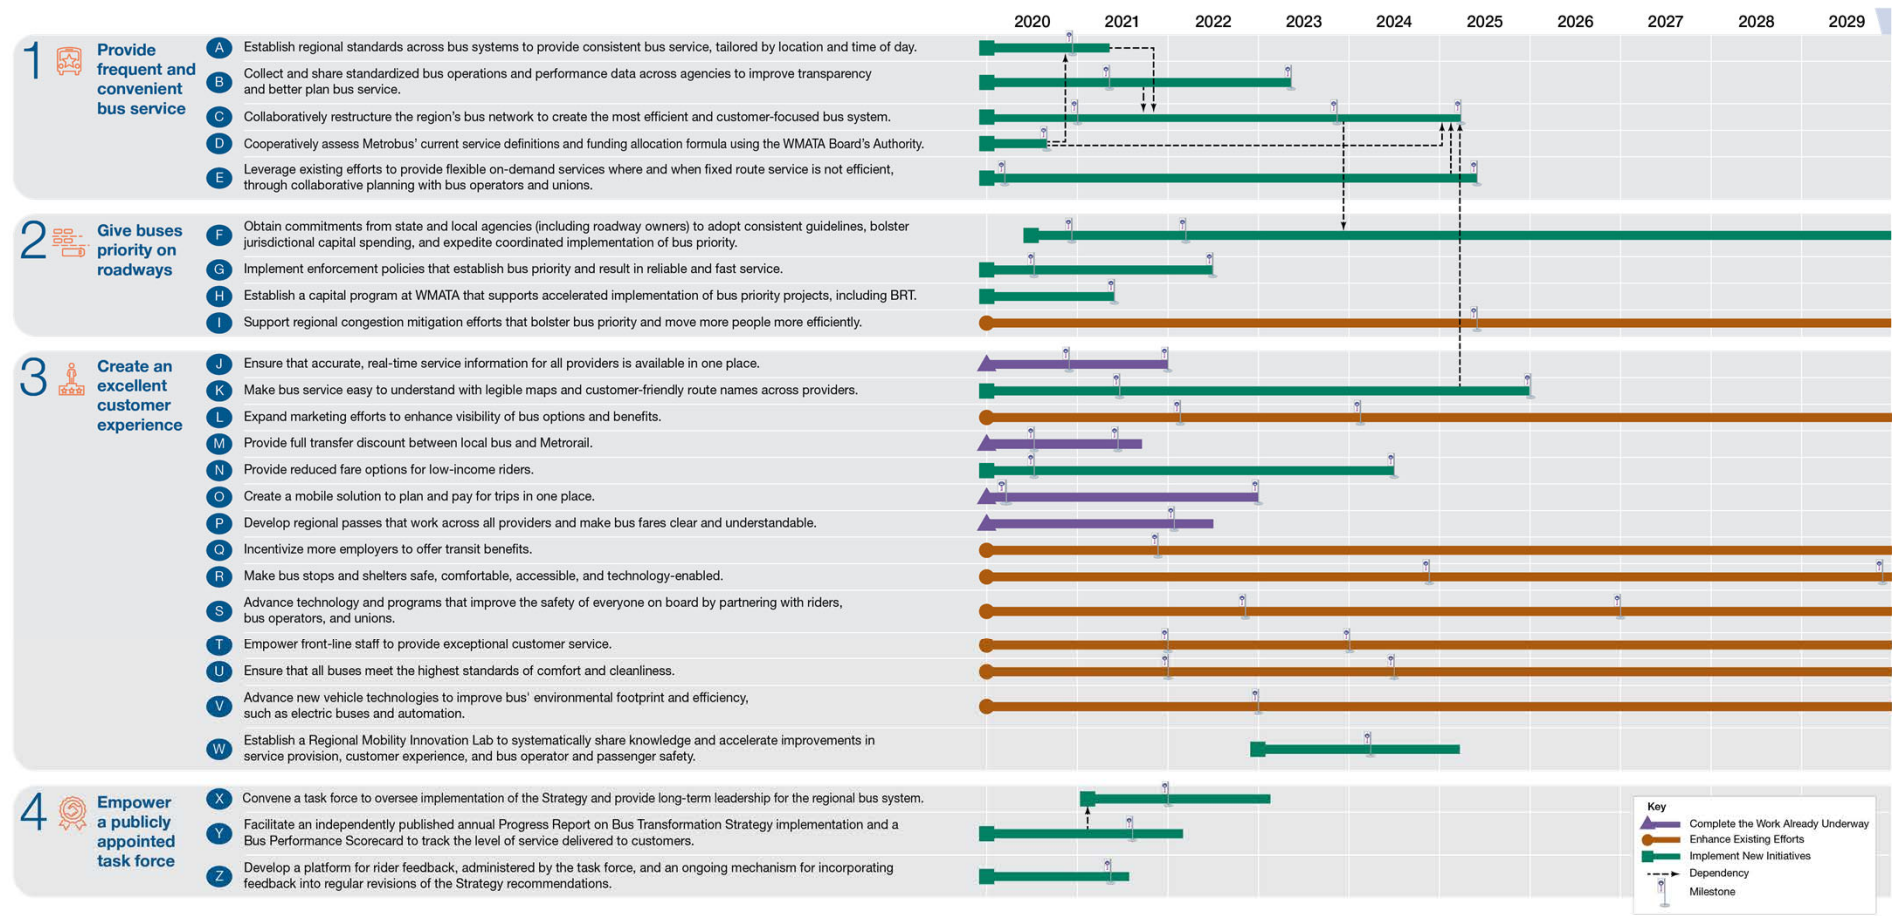 2020 2021 2022 2023 2024 2025 2026 2027 2028 2029
1
Provide
frequent and
convenient
bus service
A Establish regional standards across bus systems to provide consistent bus service, tailored by location and time of day.
B Collect and share standardized bus operations and performance data across agencies to improve transparency
and better plan bus service.
C Collaboratively restructure the region's bus network to create the most efficient and customer-focused bus system.
D Cooperatively assess Metrobus' current service definitions and funding allocation formula using the WMATA Board's Authority.
E Leverage existing efforts to provide flexible on-demand services where and when fixed route service is not efficient,
through collaborative planning with bus operators and unions.
2
Give buses
priority on
roadways
F Obtain commitments from state and local agencies (including roadway owners) to adopt consistent guidelines, bolster
jurisdictional capital spending, and expedite coordinated implementation of bus priority.
G Implement enforcement policies that establish bus priority and result in reliable and fast service.
H Establish a capital program at WMATA that supports accelerated implementation of bus priority projects, including BRT.
I Support regional congestion mitigation efforts that bolster bus priority and move more people more efficiently.
3
Create an
excellent
customer
experience
J Ensure that accurate, real-time service information for all providers is available in one place.
K Make bus service easy to understand with legible maps and customer-friendly route names across providers.
L Expand marketing efforts to enhance visibility of bus options and benefits.
M Provide full transfer discount between local bus and Metrorail.
N Provide reduced fare options for low-income riders.
O Create a mobile solution to plan and pay for trips in one place.
P Develop regional passes that work across all providers and make bus fares clear and understandable.
Q Incentivize more employers to offer transit benefits.
R Make bus stops and shelters safe, comfortable, accessible, and technology-enabled.
S Advance technology and programs that improve the safety of everyone on board by partnering with riders,
bus operators, and unions.
T Empower front-line staff to provide exceptional customer service.
U Ensure that all buses meet the highest standards of comfort and cleanliness.
V Advance new vehicle technologies to improve bus' environmental footprint and efficiency,
such as electric buses and automation.
W Establish a Regional Mobility Innovation Lab to systematically share knowledge and accelerate improvements in
service provision, customer experience, and bus operator and passenger safety.
4
Empower
a publicly
appointed
task force
X Convene a task force to oversee implementation of the Strategy and provide long-term leadership for the regional bus system.
Y Facilitate an independently published annual Progress Report on Bus Transformation Strategy implementation and a
Bus Performance Scorecard to track the level of service delivered to customers.
Z Develop a platform for rider feedback, administered by the task force, and an ongoing mechanism for incorporating
feedback into regular revisions of the Strategy recommendations.
Key
Complete the Work Already Underway
Enhance Existing Efforts
Implement New Initiatives
Dependency
Milestone